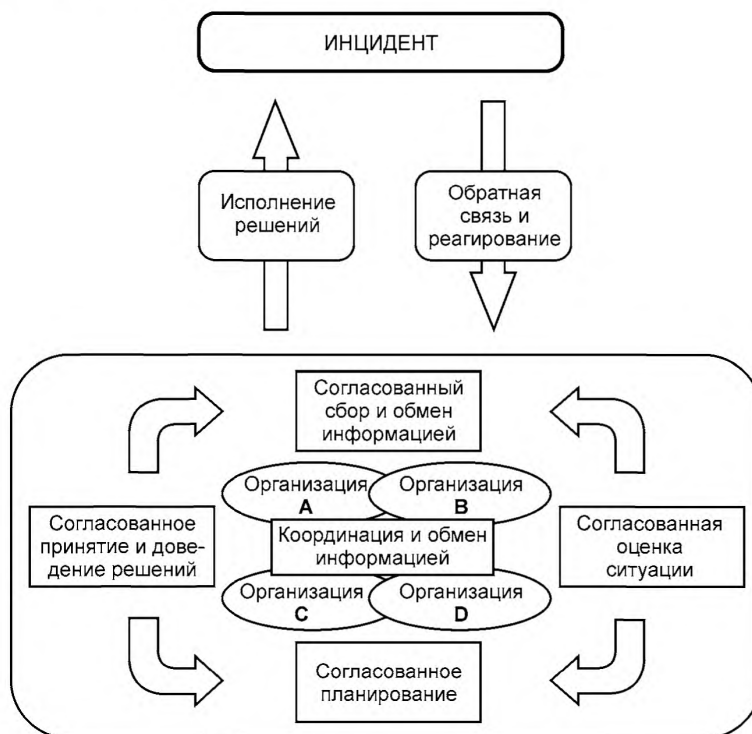 ИНЦИДЕНТ
Исполнение
решений
Обратная
связь и
реагирование
Согласованный
сбор и обмен
информацией
Организация
A
Организация
B
Согласованное
принятие и дове-
дение решений
Координация и обмен
информацией
Согласованная
оценка
ситуации
Организация
C
Организация
D
Согласованное
планирование